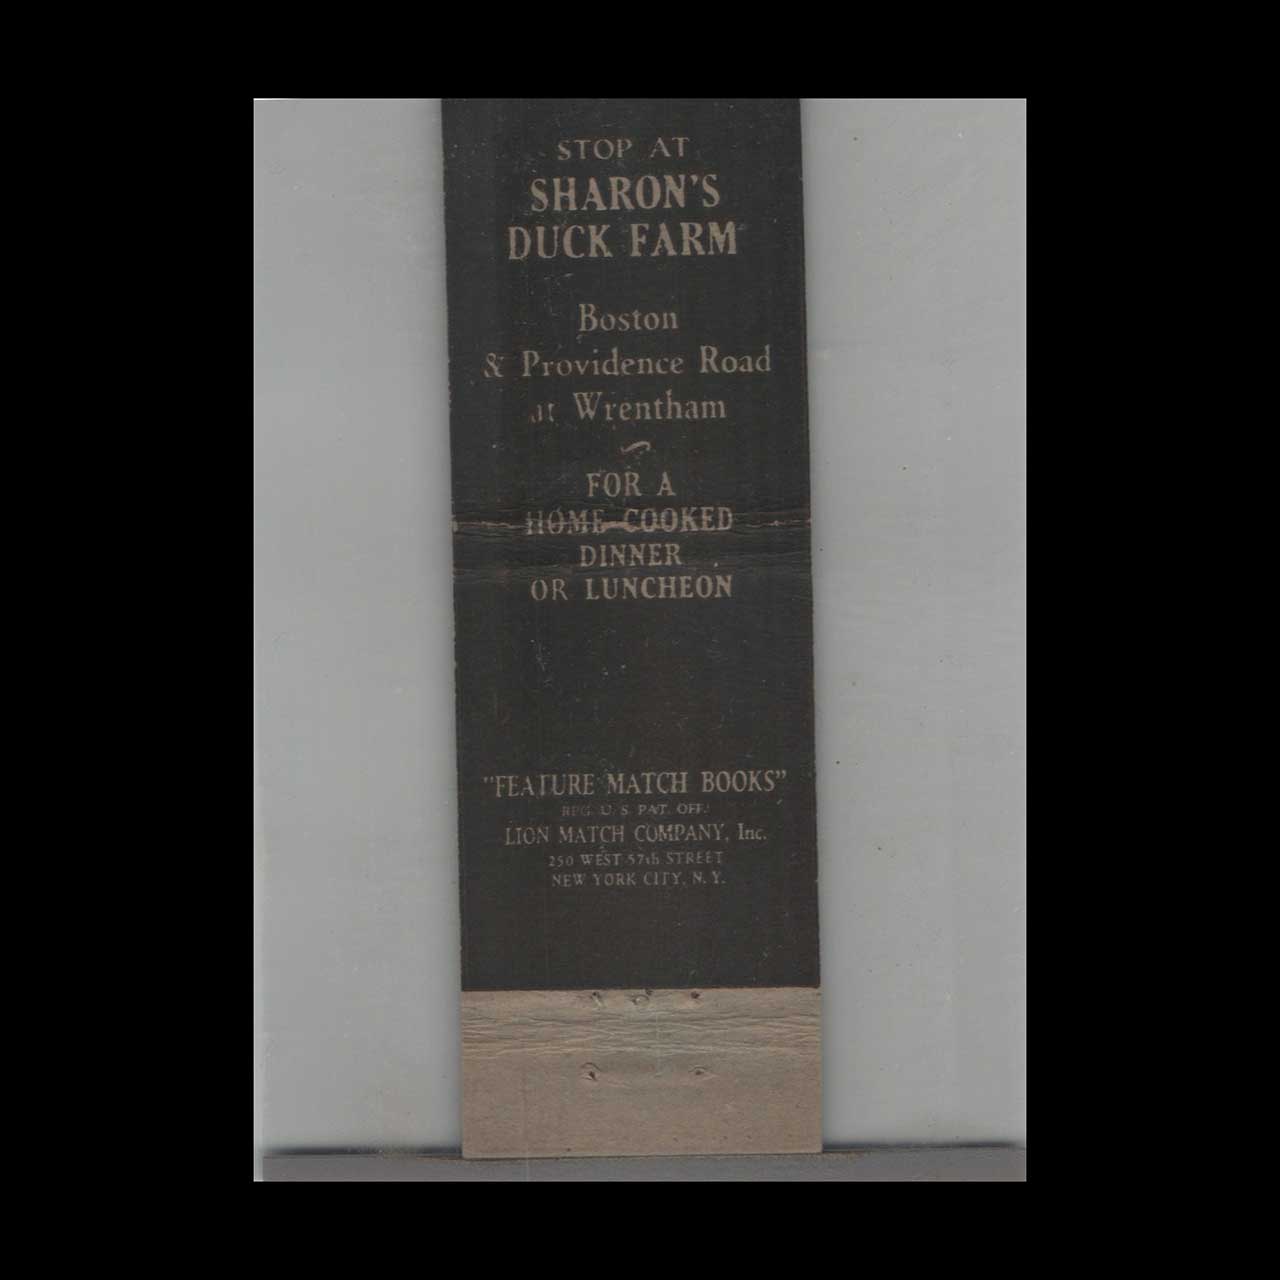 STOP AT
SHARON'S
DUCK FARM
Boston
& Providence Road
at Wrentham
FOR A
HOME COOKED
DINNER
OR LUNCHEON
"FEATURE MATCH BOOKS"
REG. U. S. PAT. OFF.
LION MATCH COMPANY, Inc.
250 WEST 57th STREET
NEW YORK CITY, N. Y.